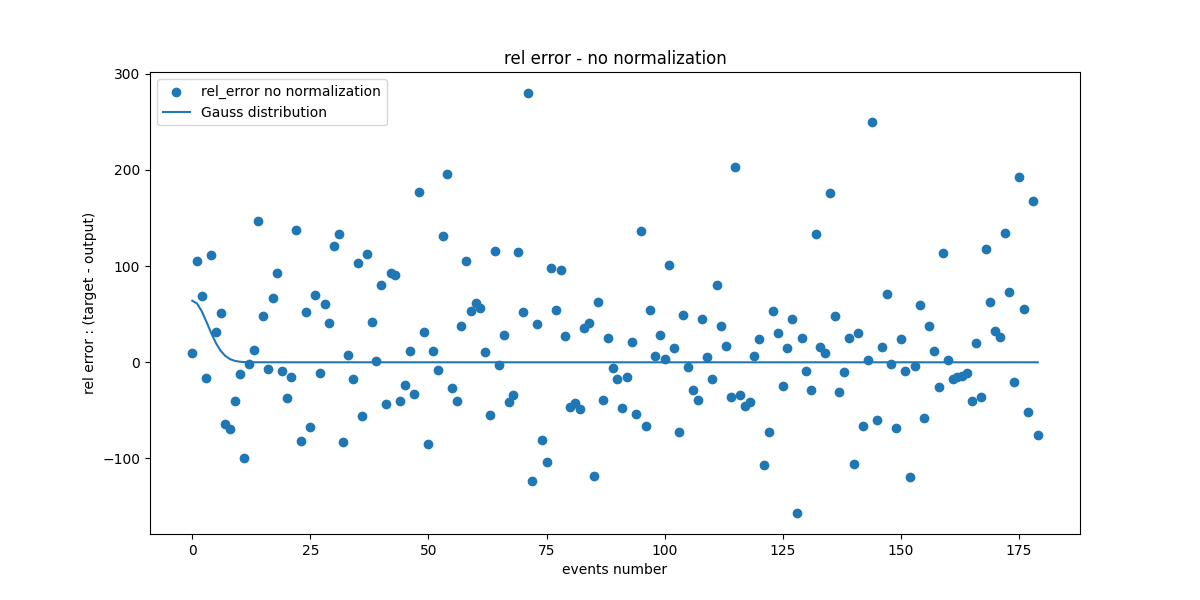 rel error - no normalization
rel_error no normalization
Gauss distribution
rel error : (target - output)
300
200
100
0
−100
0
25
50
75
100
125
150
175
events number